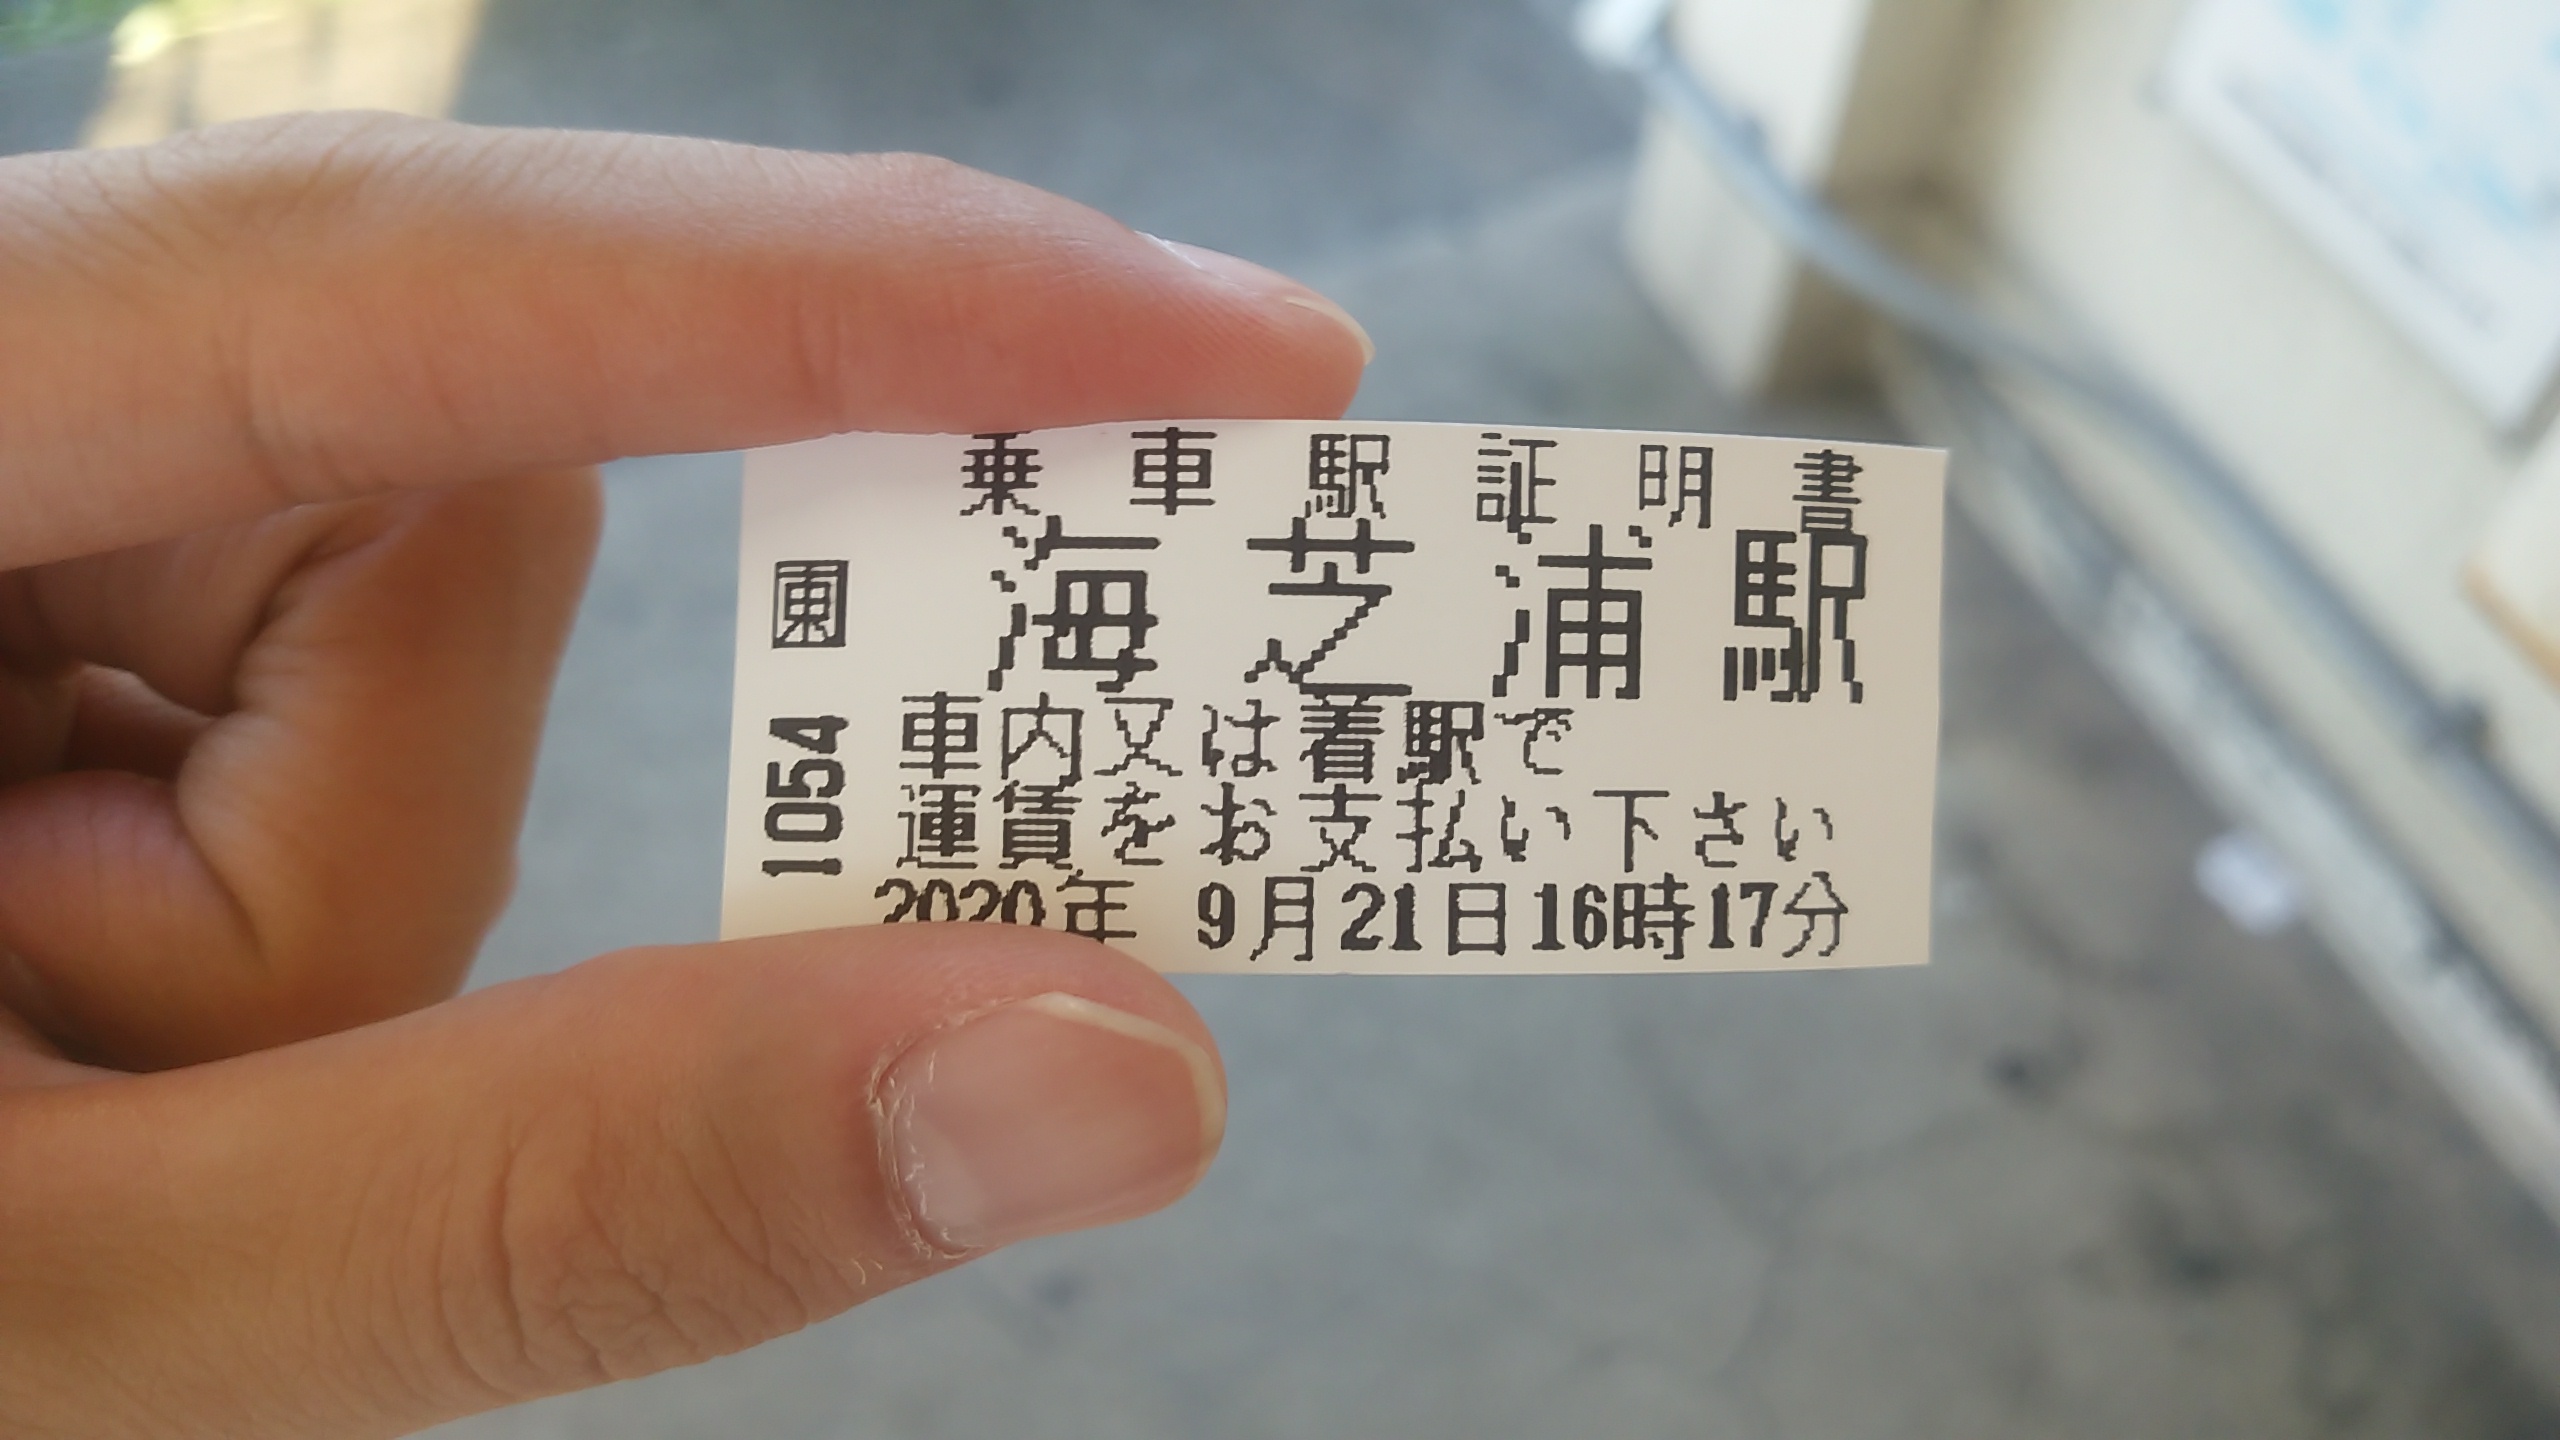 乗車駅証明書
海芝浦駅
車内又は着駅で
運賃をお支払い下さい
2020年 9月21日16時17分
東
1054